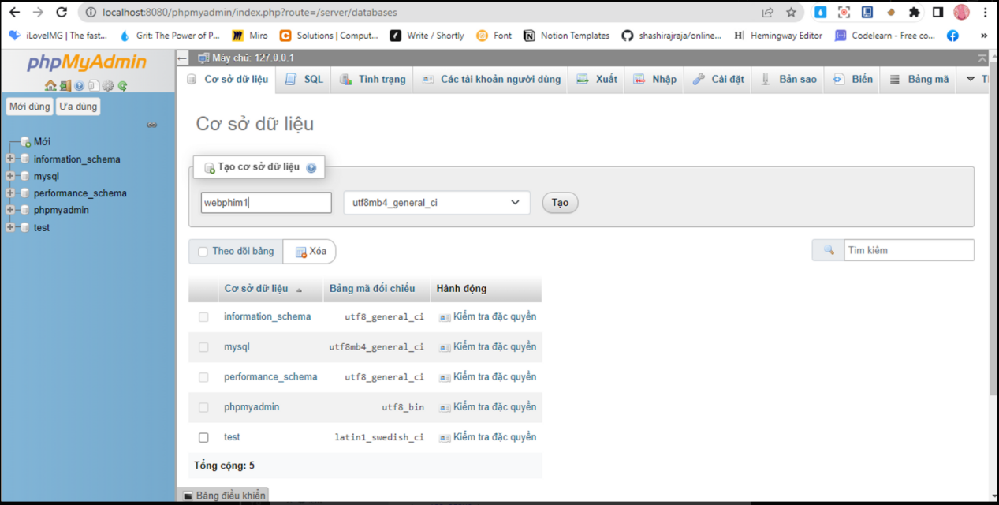 localhost:8080/phpmyadmin/index.php?route=/server/databases
iLoveIMG | The fast... Grit: The Power of P... Miro Solutions | Comput... Write / Shortly Font Notion Templates shashirajraja/online... Hemingway Editor Codelearn - Free co... »
phpMyAdmin
Máy chủ: 127.0.0.1
Cơ sở dữ liệu SQL Tình trạng Các tài khoản người dùng Xuất Nhập Cài đặt Bản sao Biến Bảng mã
Mới dùng Ưa dùng
Mới
information_schema
mysql
performance_schema
phpmyadmin
test
Cơ sở dữ liệu
Tạo cơ sở dữ liệu
webphim1 utf8mb4_general_ci Tạo
Theo dõi bảng Xóa Tìm kiếm
Cơ sở dữ liệu Bảng mã đối chiếu Hành động
information_schema utf8_general_ci Kiểm tra đặc quyền
mysql utf8mb4_general_ci Kiểm tra đặc quyền
performance_schema utf8_general_ci Kiểm tra đặc quyền
phpmyadmin utf8_bin Kiểm tra đặc quyền
test latin1_swedish_ci Kiểm tra đặc quyền
Tổng cộng: 5
Bảng điều khiển